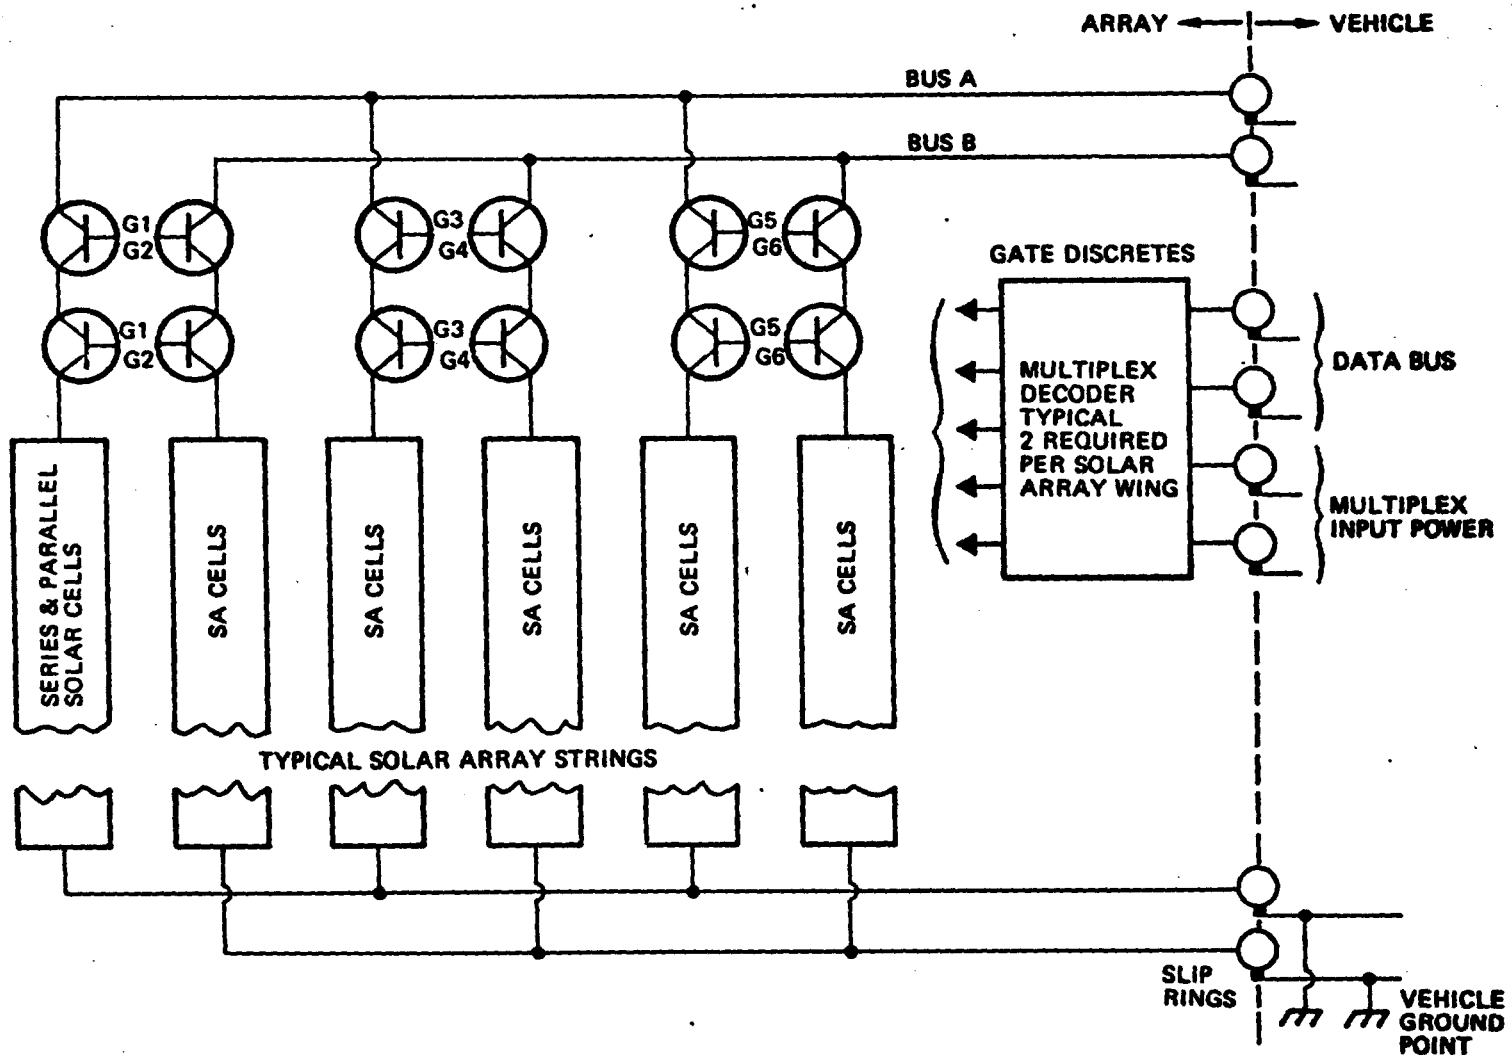 ARRAY
VEHICLE
BUS A
BUS B
G1
G2
G3
G4
G5
G6
G1
G2
G3
G4
G5
G6
GATE DISCRETES
MULTIPLEX
DECODER
TYPICAL
2 REQUIRED
PER SOLAR
ARRAY WING
DATA BUS
MULTIPLEX
INPUT POWER
SERIES & PARALLEL
SOLAR CELLS
SA CELLS
SA CELLS
SA CELLS
SA CELLS
SA CELLS
TYPICAL SOLAR ARRAY STRINGS
SLIP
RINGS
VEHICLE
GROUND
POINT